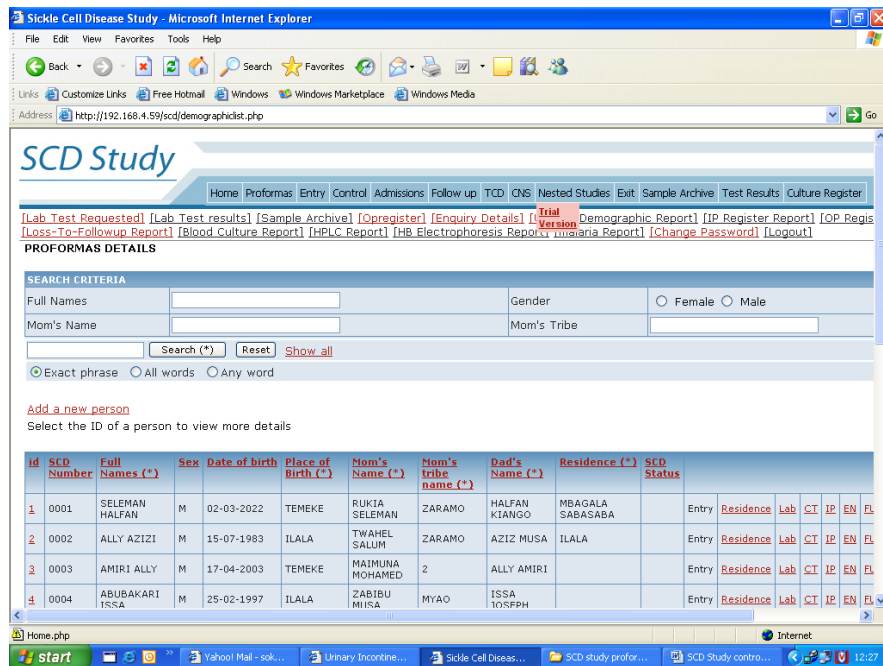 Sickle Cell Disease Study - Microsoft Internet Explorer
File Edit View Favorites Tools Help
Back Search Favorites
Links Customize Links Free Hotmail Windows Windows Marketplace Windows Media
Address http://192.168.4.59/scd/demographiclist.php Go
SCD Study
Home Proformas Entry Control Admissions Follow up TCD CNS Nested Studies Exit Sample Archive Test Results Culture Register
Trial Version
[Lab Test Requested] [Lab Test results] [Sample Archive] [Opregister] [Enquiry Details] Demographic Report] [IP Register Report] [OP Regis
[Loss-To-Followup Report] [Blood Culture Report] [HPLC Report] [HB Electrophoresis Report] [Malaria Report] [Change Password] [Logout]
PROFORMAS DETAILS
SEARCH CRITERIA
Full Names Gender Female Male
Mom's Name Mom's Tribe
Search (*) Reset Show all
Exact phrase All words Any word
Add a new person
Select the ID of a person to view more details
id SCD Number Full Names (*) Sex Date of birth Place of Birth (*) Mom's Name (*) Mom's tribe name (*) Dad's Name (*) Residence (*) SCD Status
1 0001 SELEMAN HALFAN M 02-03-2022 TEMEKE RUKIA SELEMAN ZARAMO HALFAN KIANGO MBAGALA SABASABA Entry Residence Lab CT IP EN FU
2 0002 ALLY AZIZI M 15-07-1983 ILALA TWAHEL SALUM ZARAMO AZIZ MUSA ILALA Entry Residence Lab CT IP EN FU
3 0003 AMIRI ALLY M 17-04-2003 TEMEKE MAIMUNA MOHAMED 2 ALLY AMIRI Entry Residence Lab CT IP EN FU
4 0004 ABUBAKARI ISSA M 25-02-1997 ILALA ZABIBU MUSA MYAO ISSA JOSEPH Entry Residence Lab CT IP EN FU
Home.php Internet
start Yahoo! Mail - sok... Urinary Incontine... Sickle Cell Diseas... SCD study profor... SCD Study contro... 12:27